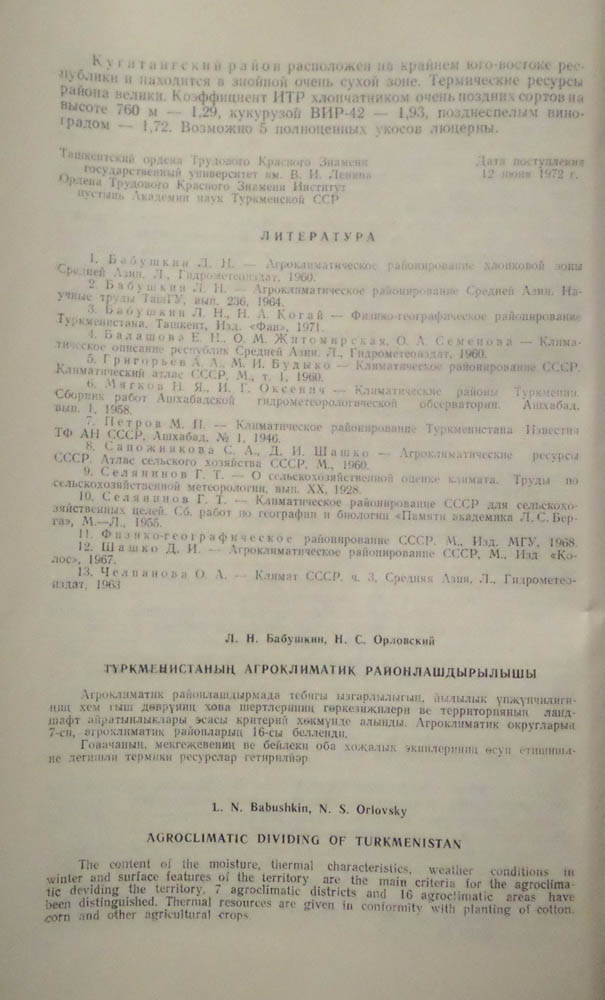 Кугитангский район расположен на крайнем юго-востоке рес-
публики и находится в знойной очень сухой зоне. Термические ресурсы
района велики. Коэффициент ИТР хлопчатником очень поздних сортов на
высоте 760 м — 1,29, кукурузой ВИР-42 — 1,93, позднеспелым вино-
градом — 1,72. Возможно 5 полноценных укосов люцерны.
Ташкентский ордена Трудового Красного Знамени
государственный университет им. В. И. Ленина
Ордена Трудового Красного Знамени Институт
пустынь Академии наук Туркменской ССР
Дата поступления
12 июня 1972 г.
ЛИТЕРАТУРА
1. Бабушкин Л. Н. — Агроклиматическое районирование хлопковой зоны
Средней Азии. Л., Гидрометеоиздат, 1960.
2. Бабушкин Л. Н. — Агроклиматическое районирование Средней Азии. На-
учные труды ТашГУ, вып. 236, 1964.
3. Бабушкин Л. Н., Н. А. Когай — Физико-географическое районирование
Туркменистана. Ташкент, Изд. «Фан», 1971.
4. Балашова Е. Н., О. М. Житомирская, О. А. Семенова — Клима-
тическое описание республик Средней Азии. Л., Гидрометеоиздат, 1960.
5. Григорьев А. А., М. И. Будыко — Климатическое районирование СССР.
Климатический атлас СССР. М., т. 1, 1960.
6. Мягков Н. Я., И. Г. Оксенич — Климатические районы Туркмении.
Сборник работ Ашхабадской гидрометеорологической обсерватории. Ашхабад,
вып. 1, 1958.
7. Петров М. П. — Климатическое районирование Туркменистана Известия
ТФ АН СССР, Ашхабад, № 1, 1946.
8. Сапожникова С. А., Д. И. Шашко — Агроклиматические ресурсы
СССР. Атлас сельского хозяйства СССР. М., 1960.
9. Селянинов Г. Т. — О сельскохозяйственной оценке климата. Труды по
сельскохозяйственной метеорологии, вып. XX, 1928.
10. Селянинов Г. Т. — Климатическое районирование СССР для сельскохо-
зяйственных целей. Сб. работ по географии и биологии «Памяти академика Л. С. Бер-
га», М.—Л., 1955.
11. Физико-географическое районирование СССР. М., Изд. МГУ, 1968.
12. Шашко Д. И. — Агроклиматическое районирование СССР, М., Изд «Ко-
лос», 1967.
13. Челпанова О. А. — Климат СССР. ч. 3, Средняя Азия, Л., Гидрометео-
издат, 1963
Л. Н. Бабушкин, Н. С. Орловский
ТҮРКМЕНИСТАНЫҢ АГРОКЛИМАТИК РАЙОНЛАШДЫРЫЛЫШЫ
Агроклиматик районлашдырмада тебигы ызгарлылыгың, йылылык үпжүнчилиги-
ниң хем гыш дөврүниң хова шертлериниң гөркезижилери ве территорияның ланд-
шафт айратынлыклары эсасы критерий хөкмүнде алынды. Агроклиматик округларың
7-си, агроклиматик районларың 16-сы белленди.
Говачаның, мекгежөвениң ве бейлеки оба хожалык экинлериниң өсүп етишиши-
не дегишли термики ресурслар гетирилйәр
L. N. Babushkin, N. S. Orlovsky
AGROCLIMATIC DIVIDING OF TURKMENISTAN
The content of the moisture, thermal characteristics, weather conditions in
winter and surface features of the territory are the main criteria for the agroclima-
tic deviding the territory. 7 agroclimatic districts and 16 agroclimatic areas have
been distinguished. Thermal resources are given in conformity with planting of cotton,
corn and other agricultural crops